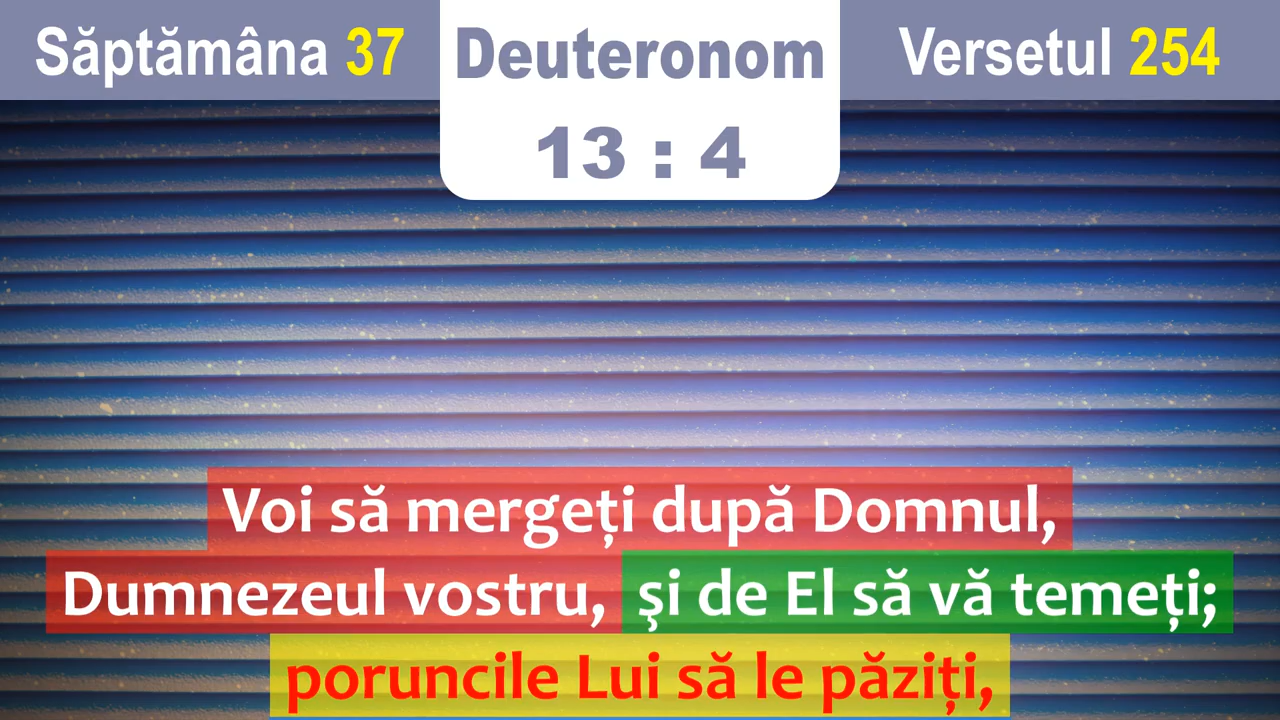 Săptămâna 37
Deuteronom
13 : 4
Versetul 254
Voi să mergeți după Domnul,
Dumnezeul vostru, şi de El să vă temeți;
poruncile Lui să le păziți,